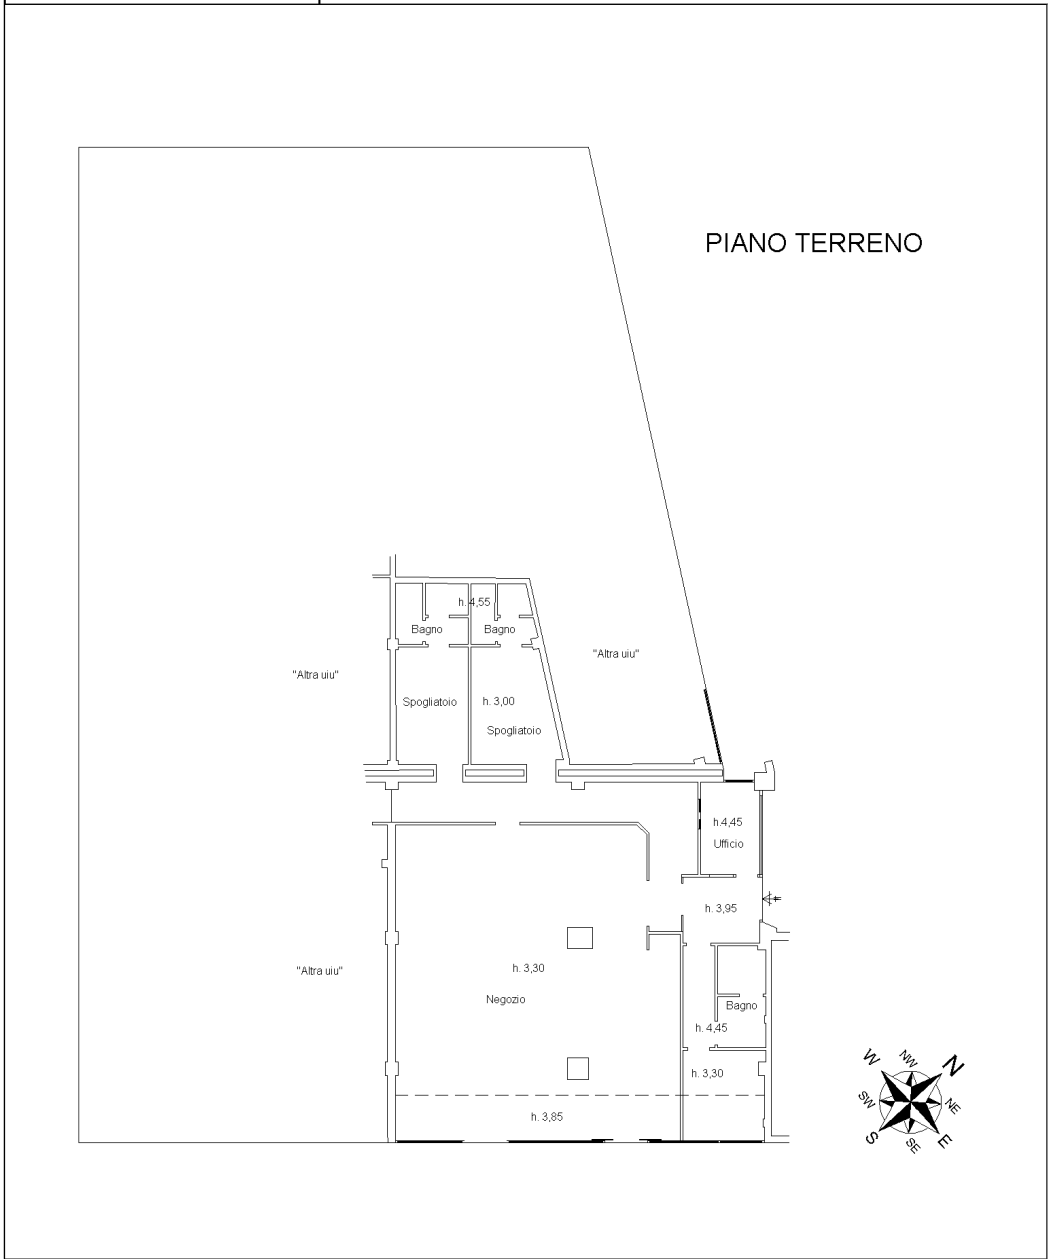 PIANO TERRENO
h. 4,55
Bagno
Bagno
"Altra uiu"
"Altra uiu"
Spogliatoio
h. 3,00
Spogliatoio
h.4,45
Ufficio
h. 3,95
h. 3,30
"Altra uiu"
Negozio
Bagno
h. 4,45
h. 3,30
h. 3,85
W
NW
N
SW
NE
S
SE
E